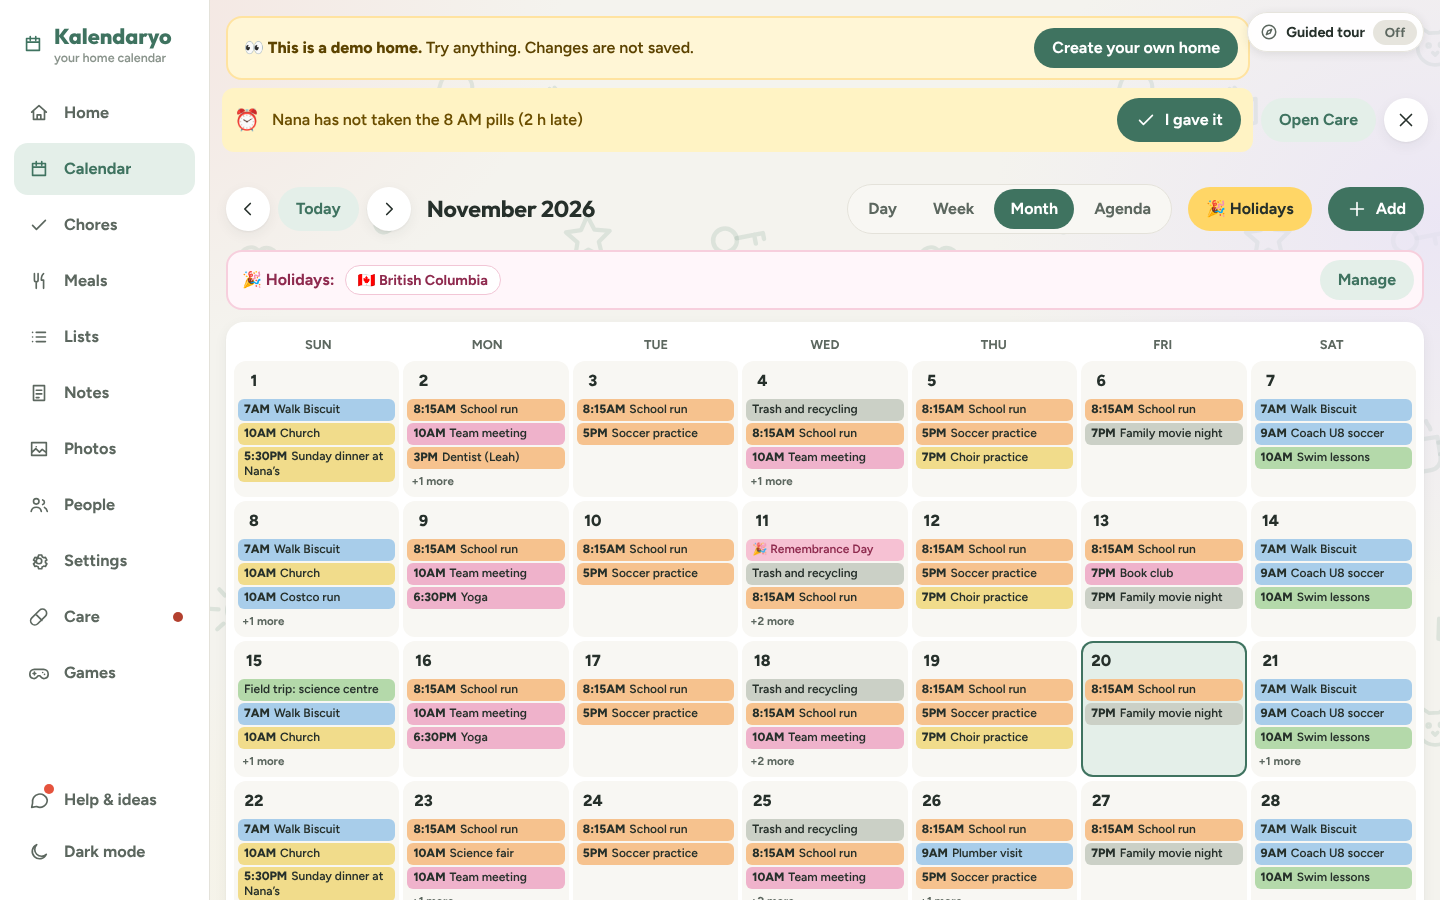 Kalendaryo
your home calendar
Home
Calendar
Chores
Meals
Lists
Notes
Photos
People
Settings
Care
Games
Help & ideas
Dark mode
👀 This is a demo home. Try anything. Changes are not saved.
Create your own home
Guided tour Off
⏰ Nana has not taken the 8 AM pills (2 h late)
I gave it
Open Care
Today
November 2026
Day Week Month Agenda
🎉 Holidays
Add
🎉 Holidays: 🇨🇦 British Columbia
Manage
SUN MON TUE WED THU FRI SAT
1
7AM Walk Biscuit
10AM Church
5:30PM Sunday dinner at
Nana's
2
8:15AM School run
10AM Team meeting
3PM Dentist (Leah)
+1 more
3
8:15AM School run
5PM Soccer practice
4
Trash and recycling
8:15AM School run
10AM Team meeting
+1 more
5
8:15AM School run
5PM Soccer practice
7PM Choir practice
6
8:15AM School run
7PM Family movie night
7
7AM Walk Biscuit
9AM Coach U8 soccer
10AM Swim lessons
8
7AM Walk Biscuit
10AM Church
10AM Costco run
+1 more
9
8:15AM School run
10AM Team meeting
6:30PM Yoga
10
8:15AM School run
5PM Soccer practice
11
🎉 Remembrance Day
Trash and recycling
8:15AM School run
+2 more
12
8:15AM School run
5PM Soccer practice
7PM Choir practice
13
8:15AM School run
7PM Book club
7PM Family movie night
14
7AM Walk Biscuit
9AM Coach U8 soccer
10AM Swim lessons
15
Field trip: science centre
7AM Walk Biscuit
10AM Church
+1 more
16
8:15AM School run
10AM Team meeting
6:30PM Yoga
17
8:15AM School run
5PM Soccer practice
18
Trash and recycling
8:15AM School run
10AM Team meeting
+2 more
19
8:15AM School run
5PM Soccer practice
7PM Choir practice
20
8:15AM School run
7PM Family movie night
21
7AM Walk Biscuit
9AM Coach U8 soccer
10AM Swim lessons
+1 more
22
7AM Walk Biscuit
10AM Church
5:30PM Sunday dinner at
Nana's
23
8:15AM School run
10AM Science fair
10AM Team meeting
24
8:15AM School run
5PM Soccer practice
25
Trash and recycling
8:15AM School run
10AM Team meeting
26
8:15AM School run
9AM Plumber visit
5PM Soccer practice
27
8:15AM School run
7PM Family movie night
28
7AM Walk Biscuit
9AM Coach U8 soccer
10AM Swim lessons